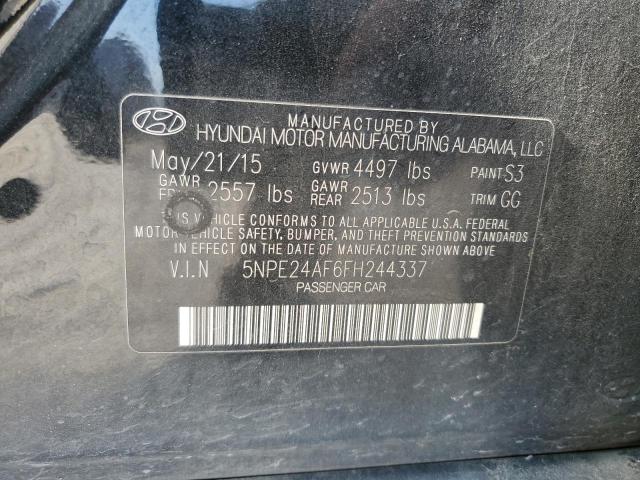 MANUFACTURED BY
HYUNDAI MOTOR MANUFACTURING ALABAMA, LLC
May/21/15 GVWR 4497 lbs PAINT S3
GAWR 2557 lbs GAWR REAR 2513 lbs TRIM GG
VEHICLE CONFORMS TO ALL APPLICABLE U.S.A. FEDERAL
MOTOR VEHICLE SAFETY, BUMPER, AND THEFT PREVENTION STANDARDS
IN EFFECT ON THE DATE OF MANUFACTURE SHOWN ABOVE
V.I.N 5NPE24AF6FH244337
PASSENGER CAR